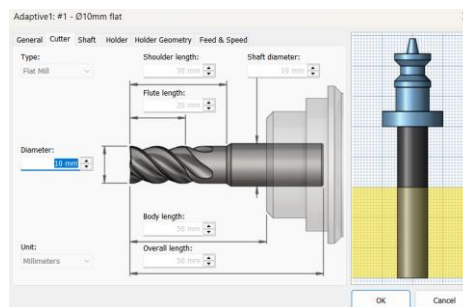 Adaptive1: #1 - Ø10mm flat
General Cutter Shaft Holder Holder Geometry Feed & Speed
Type:
Flat Mill
Shoulder length:
30 mm
Shaft diameter:
10 mm
Flute length:
20 mm
Diameter:
10 mm
Body length:
50 mm
Unit:
Millimeters
Overall length:
50 mm
OK Cancel